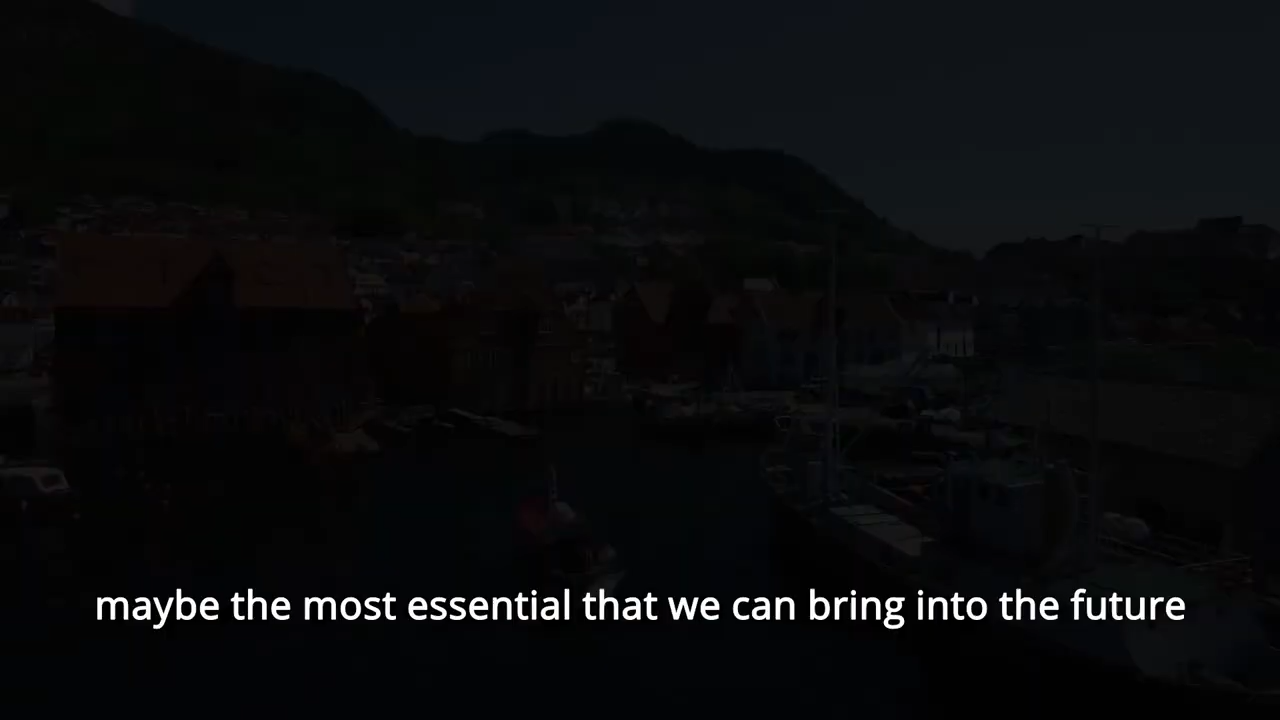 maybe the most essential that we can bring into the future